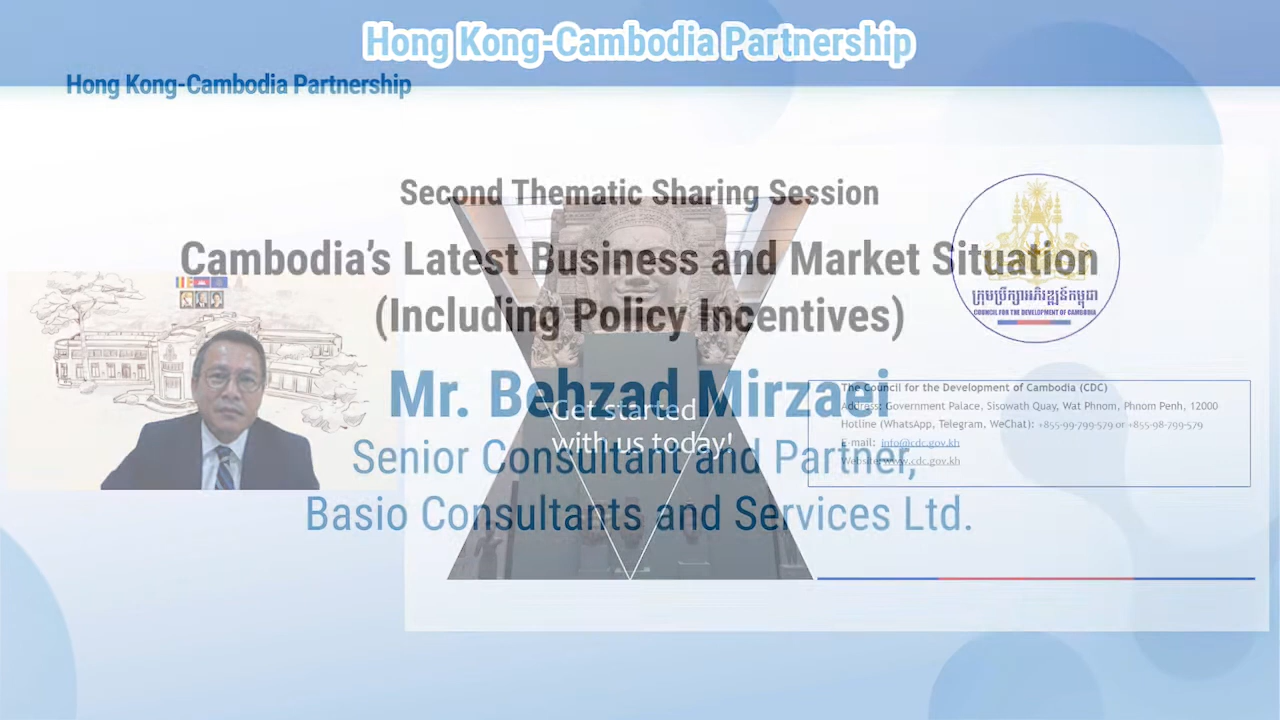 Hong Kong-Cambodia Partnership
Hong Kong-Cambodia Partnership
Second Thematic Sharing Session
Cambodia's Latest Business and Market Situation
(Including Policy Incentives)
Mr. Behzad Mirzaei
Senior Consultant and Partner,
Basio Consultants and Services Ltd.
Get started
with us today!
ក្រុមប្រឹក្សាអភិវឌ្ឍន៍កម្ពុជា
COUNCIL FOR THE DEVELOPMENT OF CAMBODIA
The Council for the Development of Cambodia (CDC)
Address: Government Palace, Sisowath Quay, Wat Phnom, Phnom Penh, 12000
Hotline (WhatsApp, Telegram, WeChat): +855-99-799-579 or +855-98-799-579
E-mail: info@cdc.gov.kh
Website: www.cdc.gov.kh